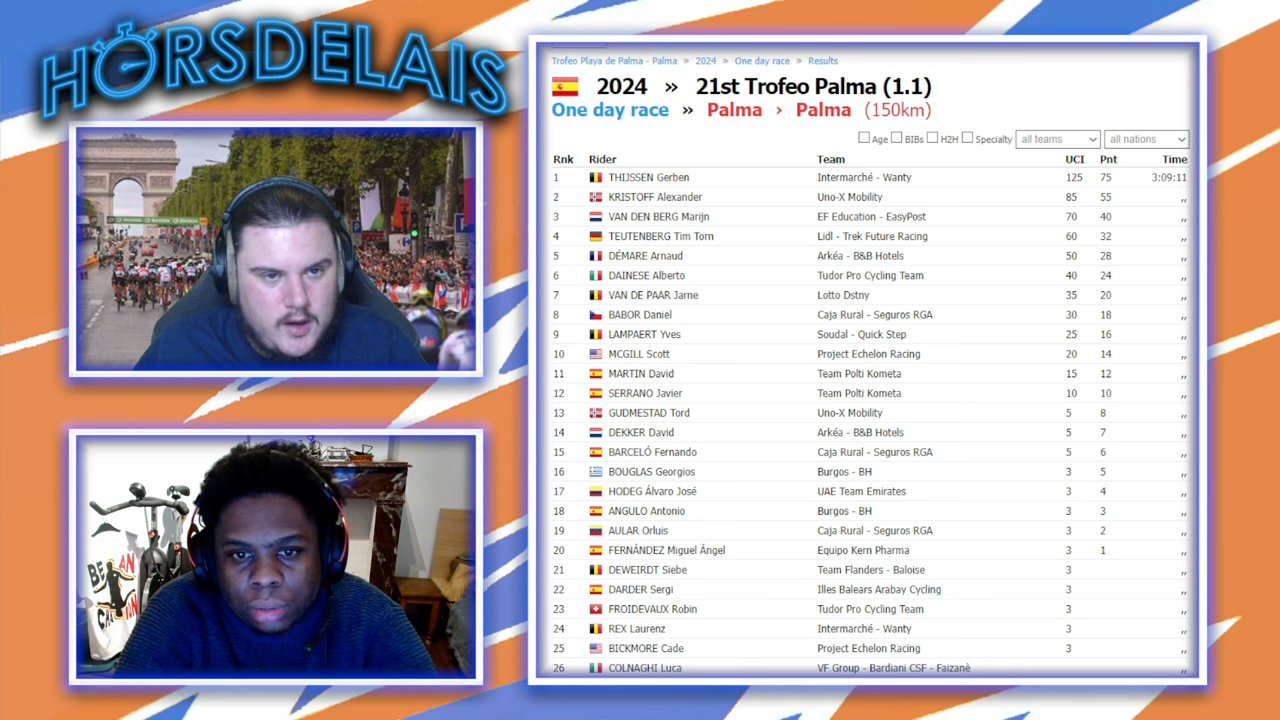 HORSDELAIS
Trofeo Playa de Palma - Palma » 2024 » One day race » Results
2024 » 21st Trofeo Palma (1.1)
One day race » Palma › Palma (150km)
Age BIBs H2H Specialty all teams all nations
Rnk Rider Team UCI Pnt Time
1 THIJSSEN Gerben Intermarché - Wanty 125 75 3:09:11
2 KRISTOFF Alexander Uno-X Mobility 85 55 ,,
3 VAN DEN BERG Marijn EF Education - EasyPost 70 40 ,,
4 TEUTENBERG Tim Torn Lidl - Trek Future Racing 60 32 ,,
5 DÉMARE Arnaud Arkéa - B&B Hotels 50 28 ,,
6 DAINESE Alberto Tudor Pro Cycling Team 40 24 ,,
7 VAN DE PAAR Jarne Lotto Dstny 35 20 ,,
8 BABOR Daniel Caja Rural - Seguros RGA 30 18 ,,
9 LAMPAERT Yves Soudal - Quick Step 25 16 ,,
10 MCGILL Scott Project Echelon Racing 20 14 ,,
11 MARTIN David Team Polti Kometa 15 12 ,,
12 SERRANO Javier Team Polti Kometa 10 10 ,,
13 GUDMESTAD Tord Uno-X Mobility 5 8 ,,
14 DEKKER David Arkéa - B&B Hotels 5 7 ,,
15 BARCELÓ Fernando Caja Rural - Seguros RGA 5 6 ,,
16 BOUGLAS Georgios Burgos - BH 3 5 ,,
17 HODEG Álvaro José UAE Team Emirates 3 4 ,,
18 ANGULO Antonio Burgos - BH 3 3 ,,
19 AULAR Orluis Caja Rural - Seguros RGA 3 2 ,,
20 FERNÁNDEZ Miguel Ángel Equipo Kern Pharma 3 1 ,,
21 DEWEIRDT Siebe Team Flanders - Baloise 3 ,,
22 DARDER Sergi Illes Balears Arabay Cycling 3 ,,
23 FROIDEVAUX Robin Tudor Pro Cycling Team 3 ,,
24 REX Laurenz Intermarché - Wanty 3 ,,
25 BICKMORE Cade Project Echelon Racing 3 ,,
26 COLNAGHI Luca VF Group - Bardiani CSF - Faizanè ,,